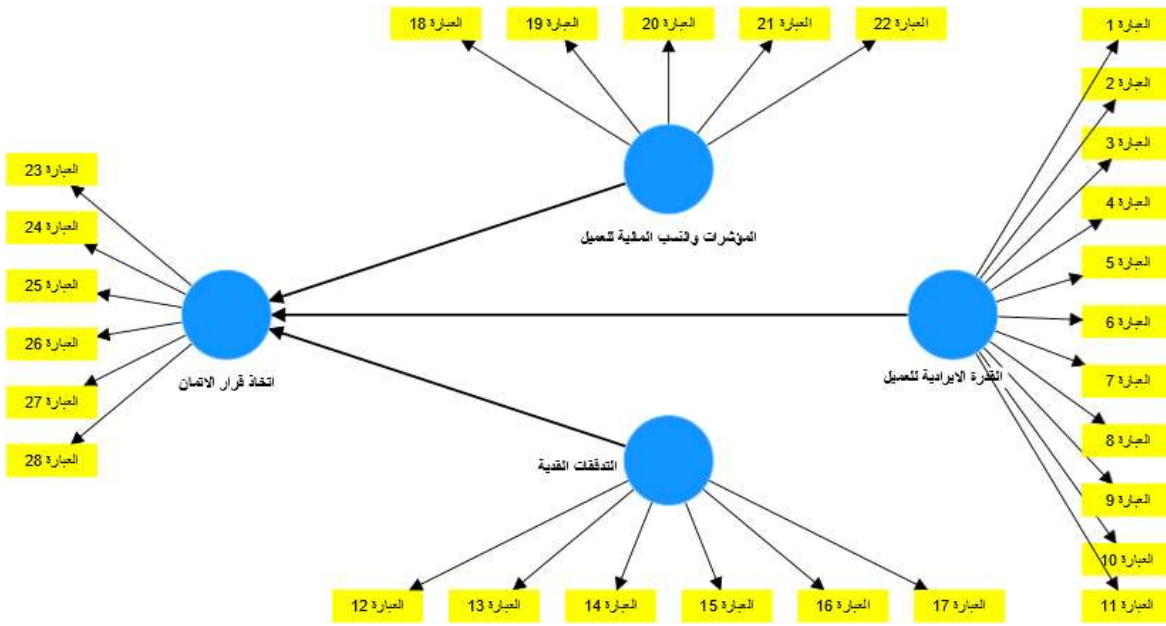 العبارة 18
العبارة 19
العبارة 20
العبارة 21
العبارة 22
العبارة 1
العبارة 2
العبارة 3
العبارة 4
العبارة 5
العبارة 6
العبارة 7
العبارة 8
العبارة 9
العبارة 10
العبارة 11
المؤشرات والنسب المالية للعميل
القدرة الايرادية للعميل
العبارة 23
العبارة 24
العبارة 25
العبارة 26
العبارة 27
العبارة 28
اتخاذ قرار الائتمان
التدفقات النقدية
العبارة 12
العبارة 13
العبارة 14
العبارة 15
العبارة 16
العبارة 17